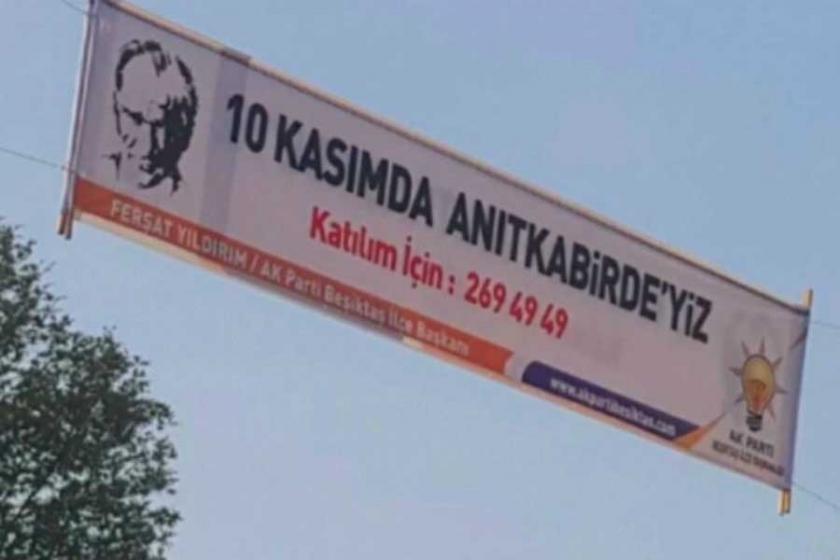 10 KASIMDA ANITKABİRDE'YİZ
Katılım İçin : 269 49 49
FERŞAT YILDIRIM / AK Parti Beşiktaş İlçe Başkanı
www.akpartibesiktas.com
AK PARTİ